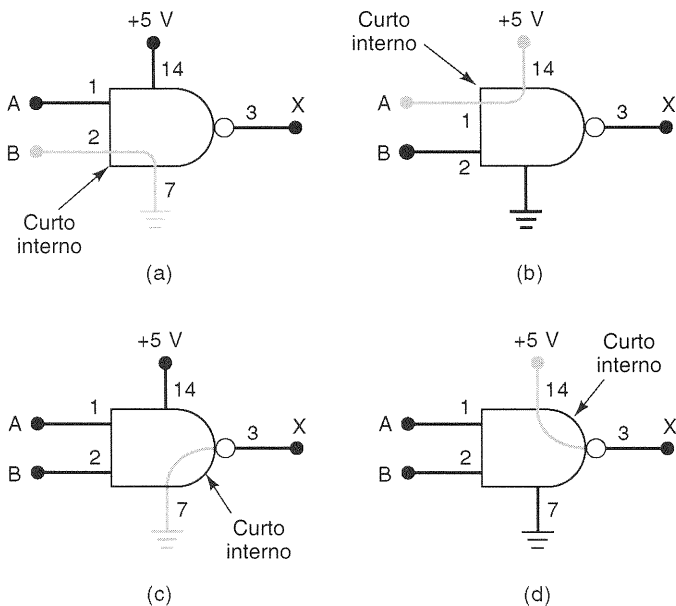 +5 V
14
A
1
3
X
B
2
7
Curto
interno
(a)
Curto
interno
+5 V
14
A
1
3
X
B
2
(b)
+5 V
14
A
1
3
X
B
2
7
Curto
interno
(c)
+5 V
Curto
interno
14
A
1
3
X
B
2
7
(d)